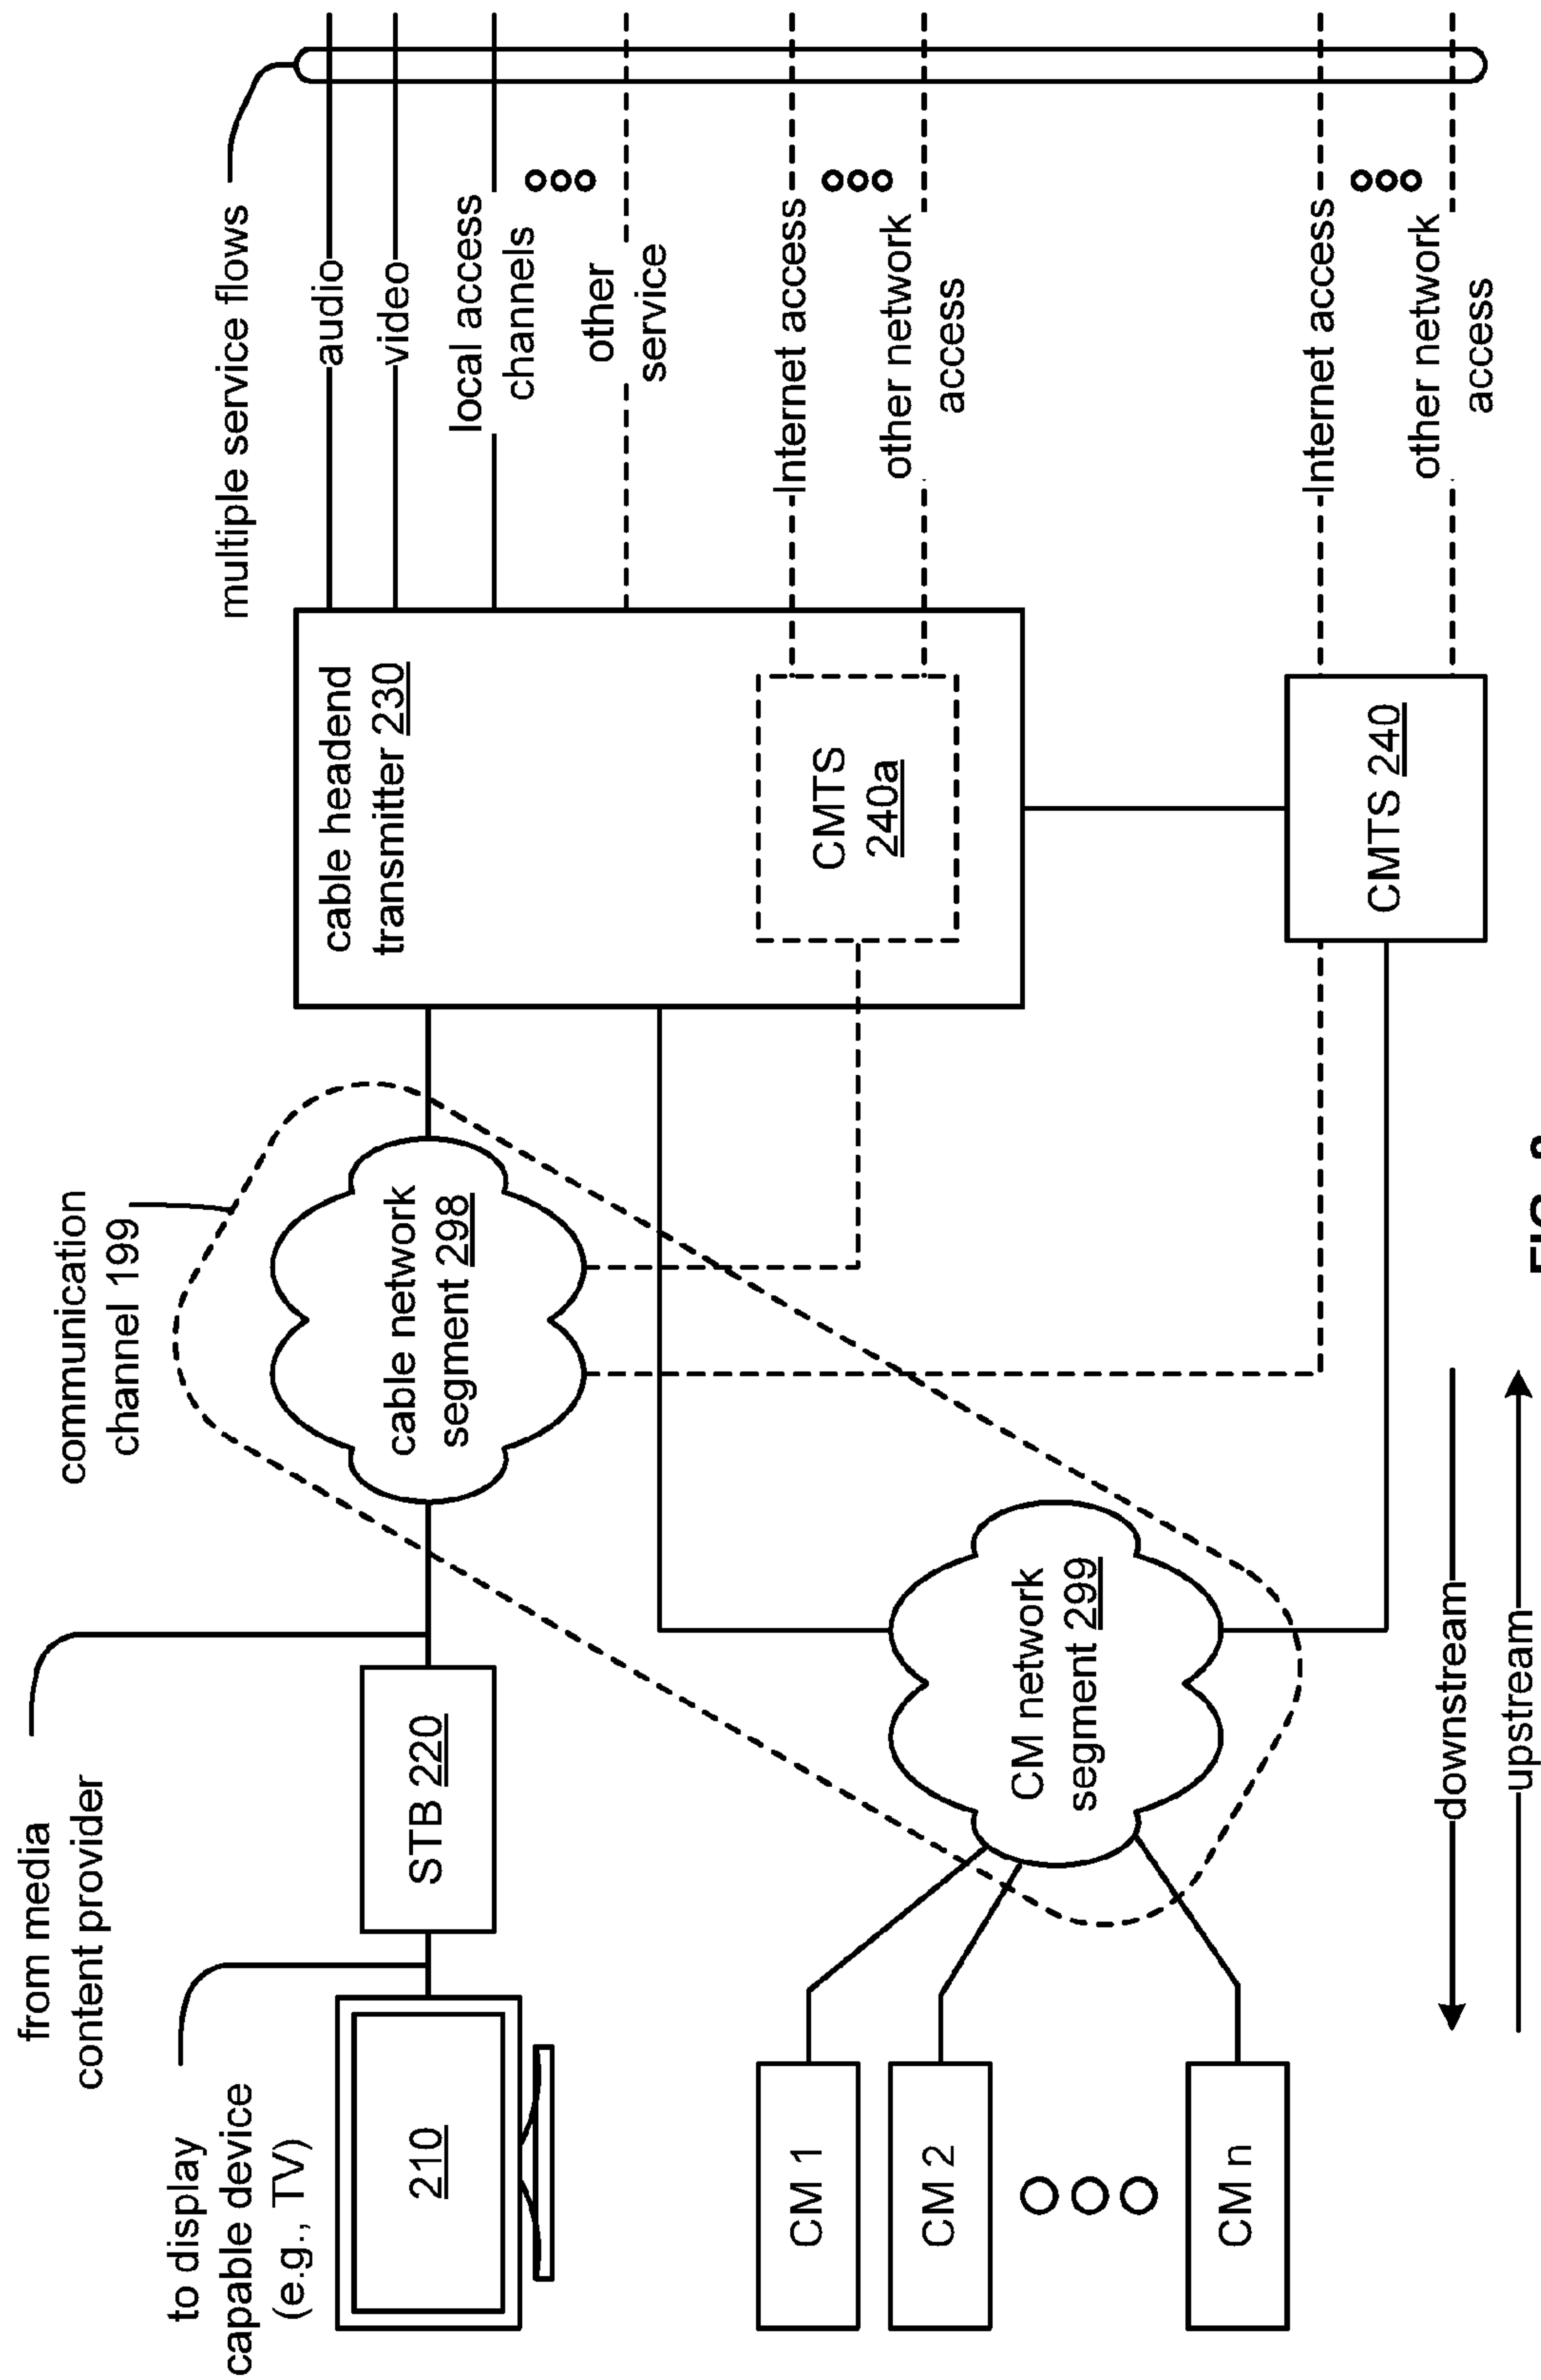 from media
content provider
to display
capable device
(e.g., TV)
210
STB 220
communication
channel 199
cable network
segment 298
cable headend
transmitter 230
CMTS
240a
CMTS 240
multiple service flows
audio
video
local access
channels
other
service
Internet access
other network
access
Internet access
other network
access
CM network
segment 299
CM 1
CM 2
CM n
downstream
upstream